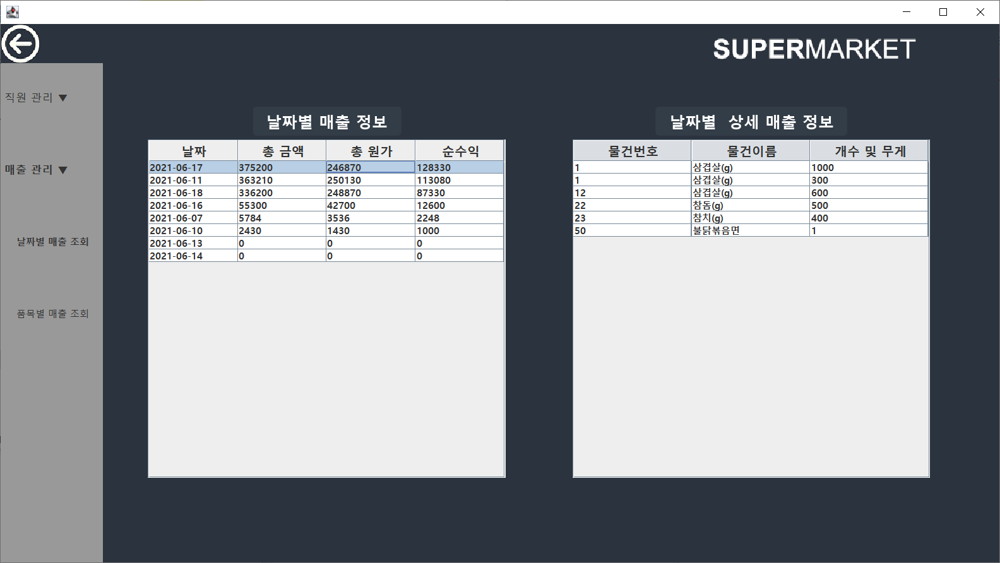 SUPERMARKET
직원 관리 ▼
매출 관리 ▼
날짜별 매출 조회
품목별 매출 조회
날짜별 매출 정보
날짜 총 금액 총 원가 순수익
2021-06-17 375200 246870 128330
2021-06-11 363210 250130 113080
2021-06-18 336200 248870 87330
2021-06-16 55300 42700 12600
2021-06-07 5784 3536 2248
2021-06-10 2430 1430 1000
2021-06-13 0 0 0
2021-06-14 0 0 0
날짜별 상세 매출 정보
물건번호 물건이름 개수 및 무게
1 삼겹살(g) 1000
1 삼겹살(g) 300
12 삼겹살(g) 600
22 참돔(g) 500
23 참치(g) 400
50 불닭볶음면 1